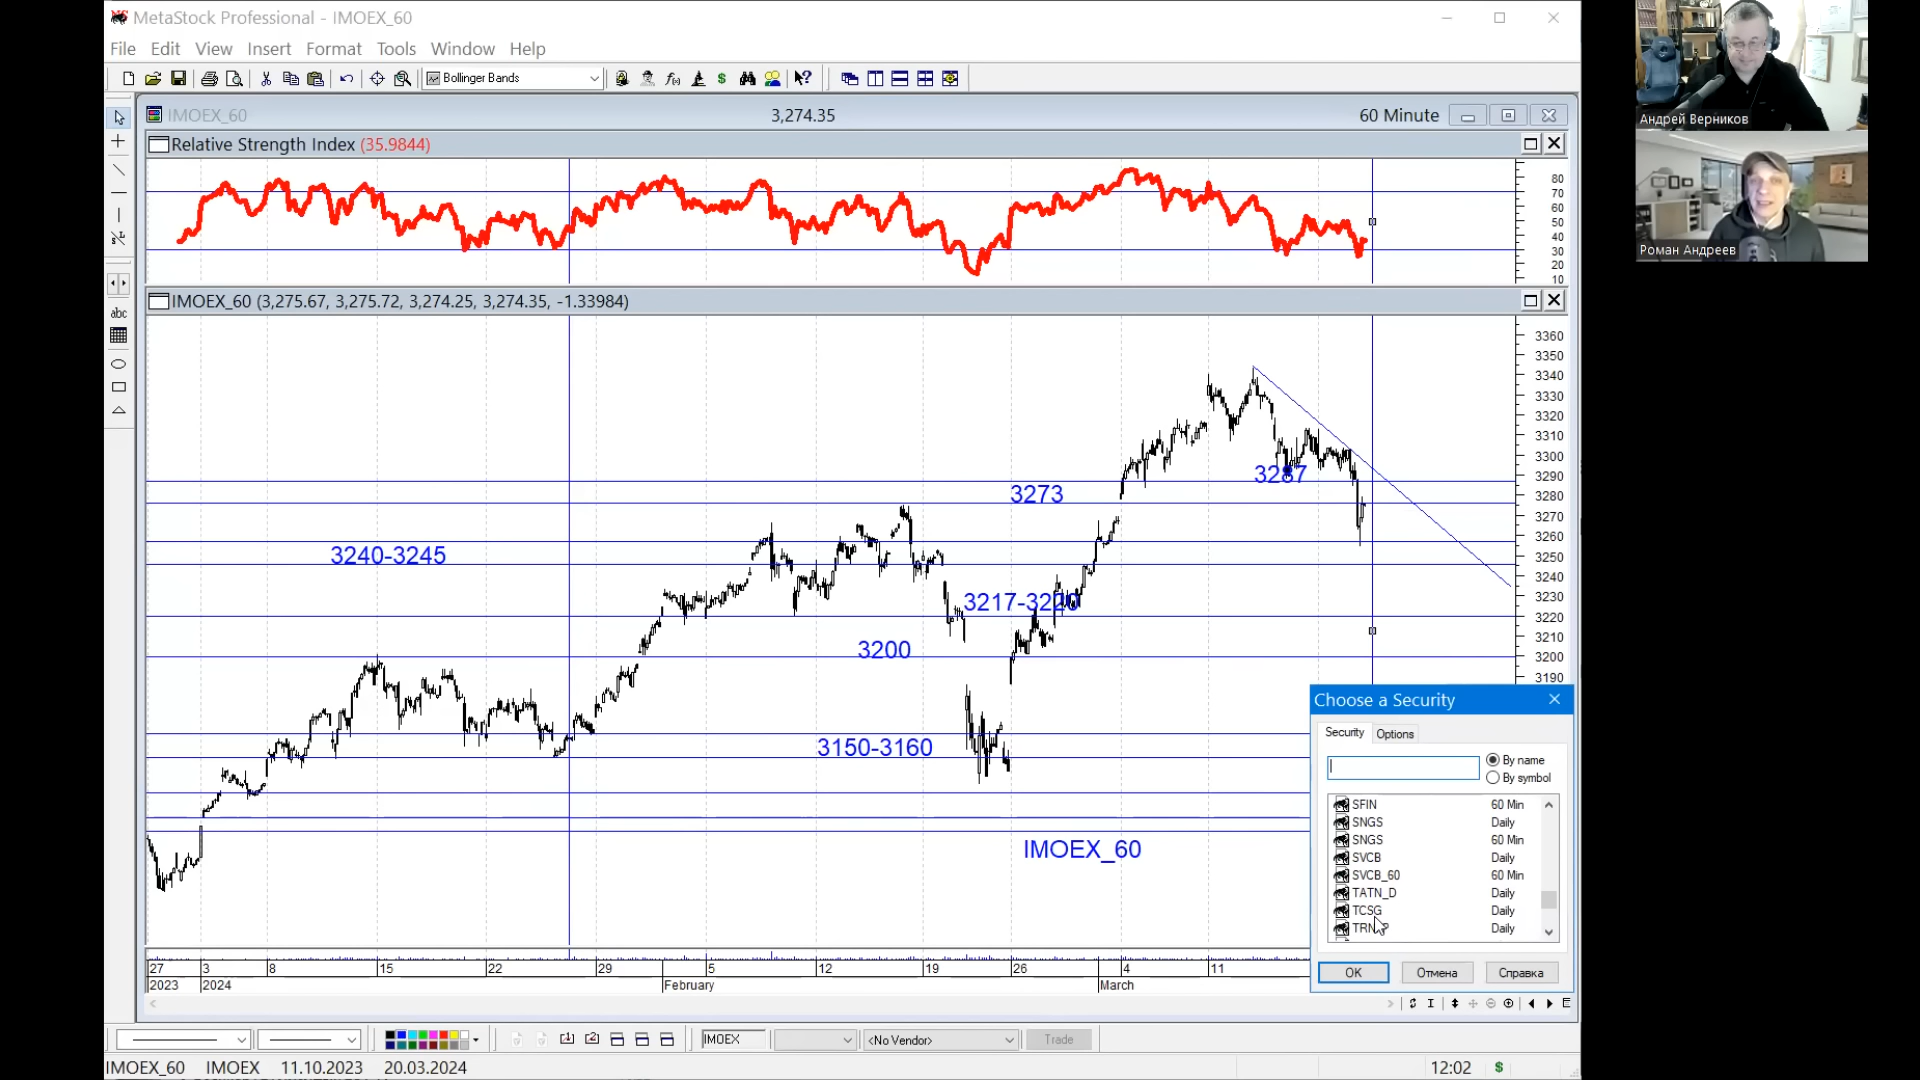 MetaStock Professional - IMOEX_60
File Edit View Insert Format Tools Window Help
Bollinger Bands
IMOEX_60 3,274.35 60 Minute
Relative Strength Index (35.9844)
80
70
60
50
40
30
20
10
IMOEX_60 (3,275.67, 3,275.72, 3,274.25, 3,274.35, -1.33984)
3360
3350
3340
3330
3320
3310
3300
3290
3280
3270
3260
3250
3240
3230
3220
3210
3200
3190
3287
3273
3240-3245
3217-3220
3200
3150-3160
IMOEX_60
abc
Choose a Security
Security Options
By name
By symbol
SFIN 60 Min
SNGS Daily
SNGS 60 Min
SVCB Daily
SVCB_60 60 Min
TATN_D Daily
TCSG Daily
Daily
OK Отмена Справка
27 3 8 15 22 29 5 12 19 26 4 11
2023 2024 February March
IMOEX <No Vendor> Trade
IMOEX_60 IMOEX 11.10.2023 20.03.2024 12:02 $
Андрей Верников
Роман Андреев